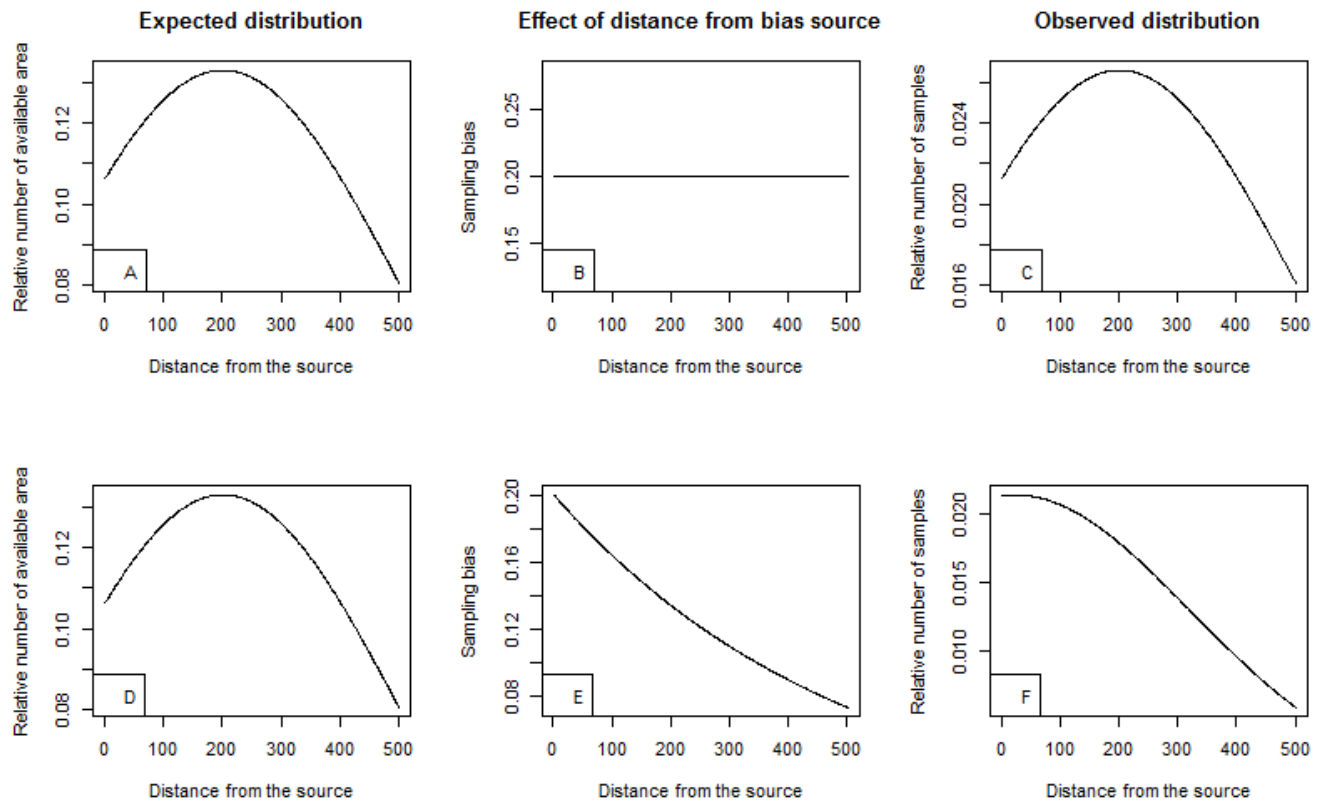 Expected distribution
Effect of distance from bias source
Observed distribution
Relative number of available area
0.08 0.10 0.12
A
0 100 200 300 400 500
Distance from the source
Sampling bias
0.15 0.20 0.25
B
0 100 200 300 400 500
Distance from the source
Relative number of samples
0.016 0.020 0.024
C
0 100 200 300 400 500
Distance from the source
Relative number of available area
0.08 0.10 0.12
D
0 100 200 300 400 500
Distance from the source
Sampling bias
0.08 0.12 0.16 0.20
E
0 100 200 300 400 500
Distance from the source
Relative number of samples
0.010 0.015 0.020
F
0 100 200 300 400 500
Distance from the source